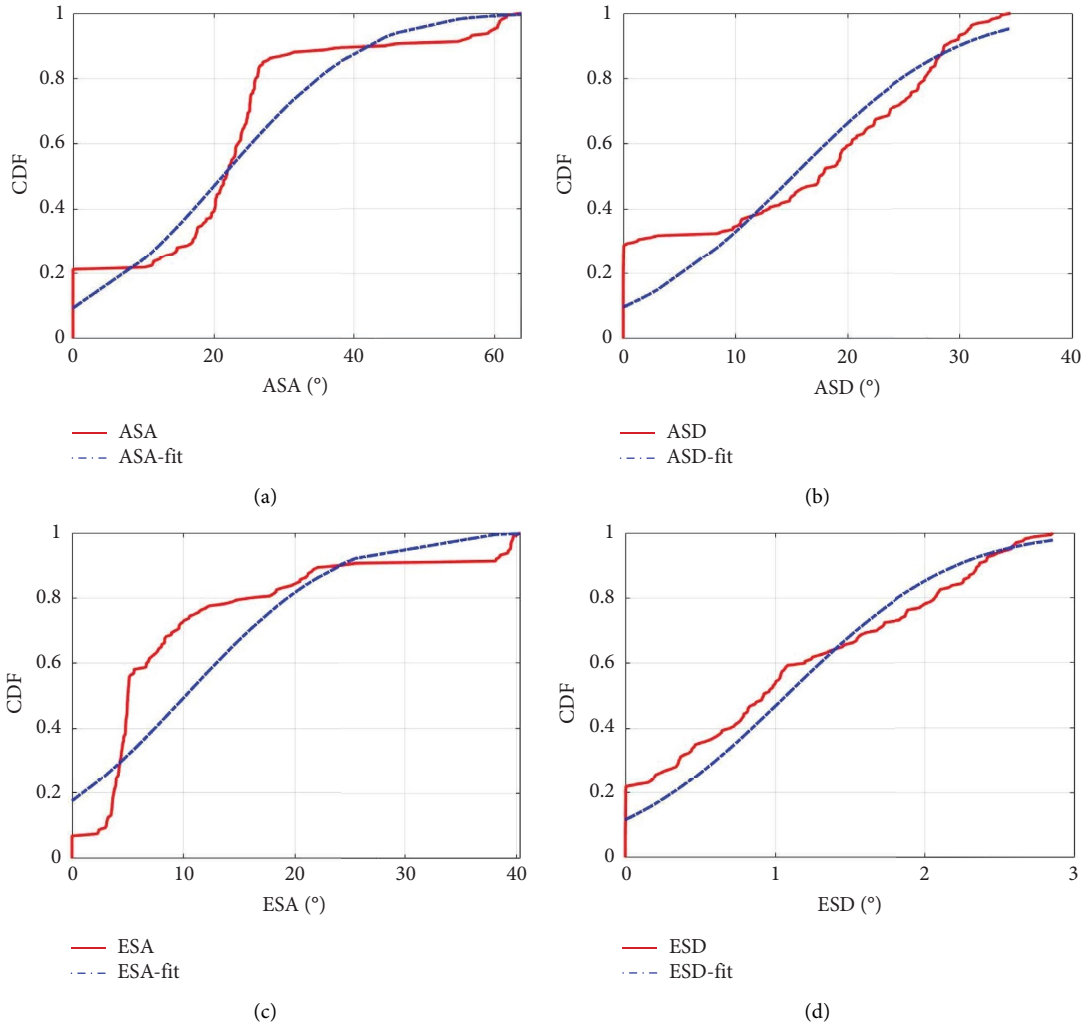 1
0.8
0.6
CDF
0.4
0.2
0
0 20 40 60
ASA (°)
ASA
ASA-fit
(a)
1
0.8
0.6
CDF
0.4
0.2
0
0 10 20 30 40
ASD (°)
ASD
ASD-fit
(b)
1
0.8
0.6
CDF
0.4
0.2
0
0 10 20 30 40
ESA (°)
ESA
ESA-fit
(c)
1
0.8
0.6
CDF
0.4
0.2
0
0 1 2 3
ESD (°)
ESD
ESD-fit
(d)